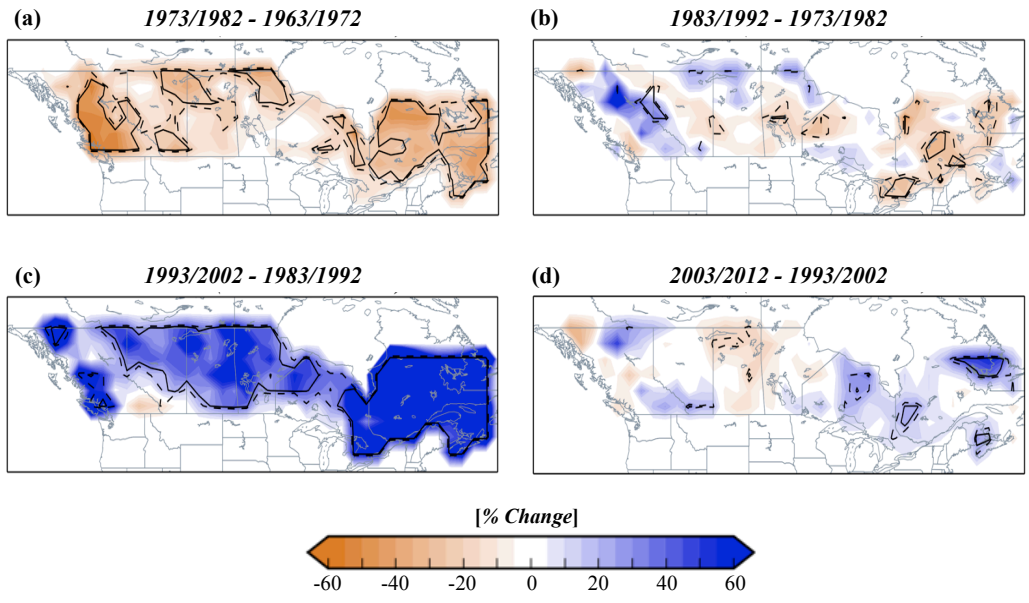 (a) 1973/1982 - 1963/1972
(b) 1983/1992 - 1973/1982
(c) 1993/2002 - 1983/1992
(d) 2003/2012 - 1993/2002
[% Change]
-60 -40 -20 0 20 40 60